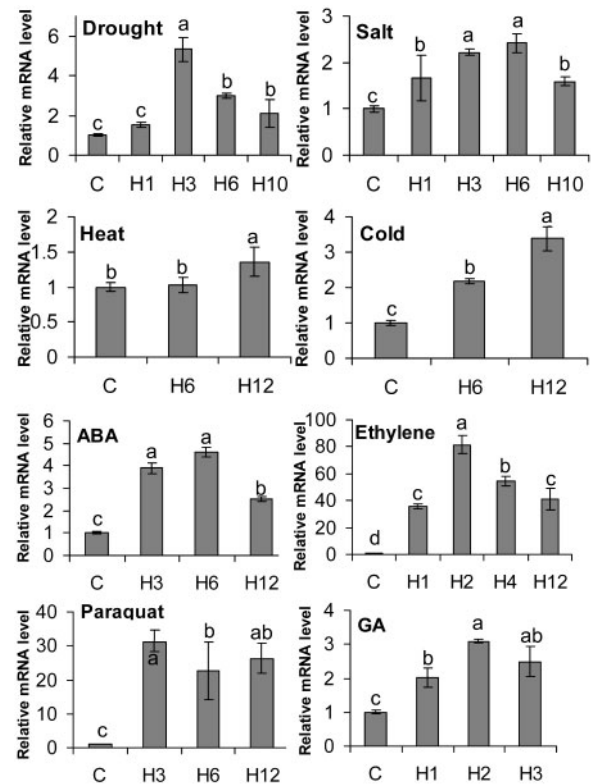 Drought
Relative mRNA level
6
4
2
0
c
c
a
b
b
C H1 H3 H6 H10
Salt
Relative mRNA level
3
2
1
0
c
b
a
a
b
C H1 H3 H6 H10
Heat
Relative mRNA level
2
1.5
1
0.5
0
b
b
a
C H6 H12
Cold
Relative mRNA level
4
3
2
1
0
c
b
a
C H6 H12
ABA
Relative mRNA level
6
5
4
3
2
1
0
c
a
a
b
C H3 H6 H12
Ethylene
Relative mRNA level
100
80
60
40
20
0
d
c
a
b
c
C H1 H2 H4 H12
Paraquat
Relative mRNA level
40
30
20
10
0
c
a
b
ab
C H3 H6 H12
GA
Relative mRNA level
4
3
2
1
0
c
b
a
ab
C H1 H2 H3